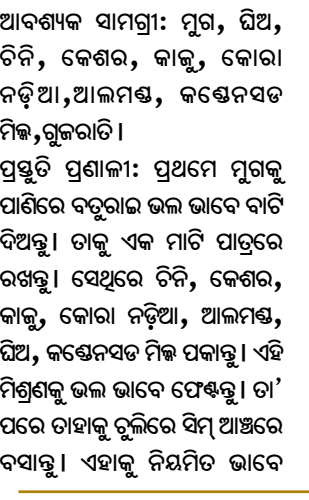 ଆବଶ୍ୟକ ସାମଗ୍ରୀ: ମୁଗ, ଘିଅ,
ଚିନି, କେଶର, କାଜୁ, କୋରା
ନଡ଼ିଆ,ଆଲମଣ୍ଡ, କଣ୍ଡେନସଡ
ମିଲ୍କ,ଗୁଜରାତି।
ପ୍ରସ୍ତୁତି ପ୍ରଣାଳୀ: ପ୍ରଥମେ ମୁଗକୁ
ପାଣିରେ ବତୁରାଇ ଭଲ ଭାବେ ବାଟି
ଦିଅନ୍ତୁ। ତାକୁ ଏକ ମାଟି ପାତ୍ରରେ
ରଖନ୍ତୁ। ସେଥିରେ ଚିନି, କେଶର,
କାଜୁ, କୋରା ନଡ଼ିଆ, ଆଲମଣ୍ଡ,
ଘିଅ, କଣ୍ଡେନସଡ ମିଲ୍କ ପକାନ୍ତୁ। ଏହି
ମିଶ୍ରଣକୁ ଭଲ ଭାବେ ଫେଣ୍ଟନ୍ତୁ। ତା’
ପରେ ତାହାକୁ ଚୁଲିରେ ସିମ୍ ଆଞ୍ଚରେ
ବସାନ୍ତୁ। ଏହାକୁ ନିୟମିତ ଭାବେ